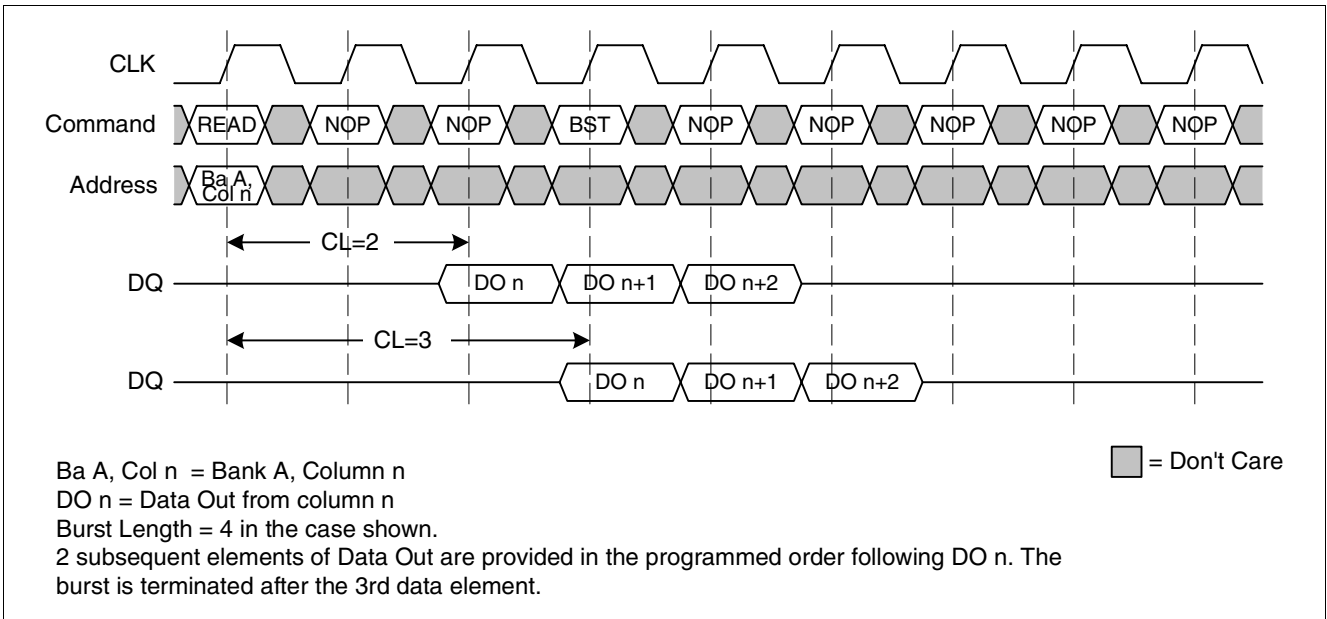 CLK
Command READ NOP NOP BST NOP NOP NOP NOP NOP
Address Ba A,
Col n
CL=2
DQ DO n DO n+1 DO n+2
CL=3
DQ DO n DO n+1 DO n+2
Ba A, Col n = Bank A, Column n
= Don't Care
DO n = Data Out from column n
Burst Length = 4 in the case shown.
2 subsequent elements of Data Out are provided in the programmed order following DO n. The
burst is terminated after the 3rd data element.